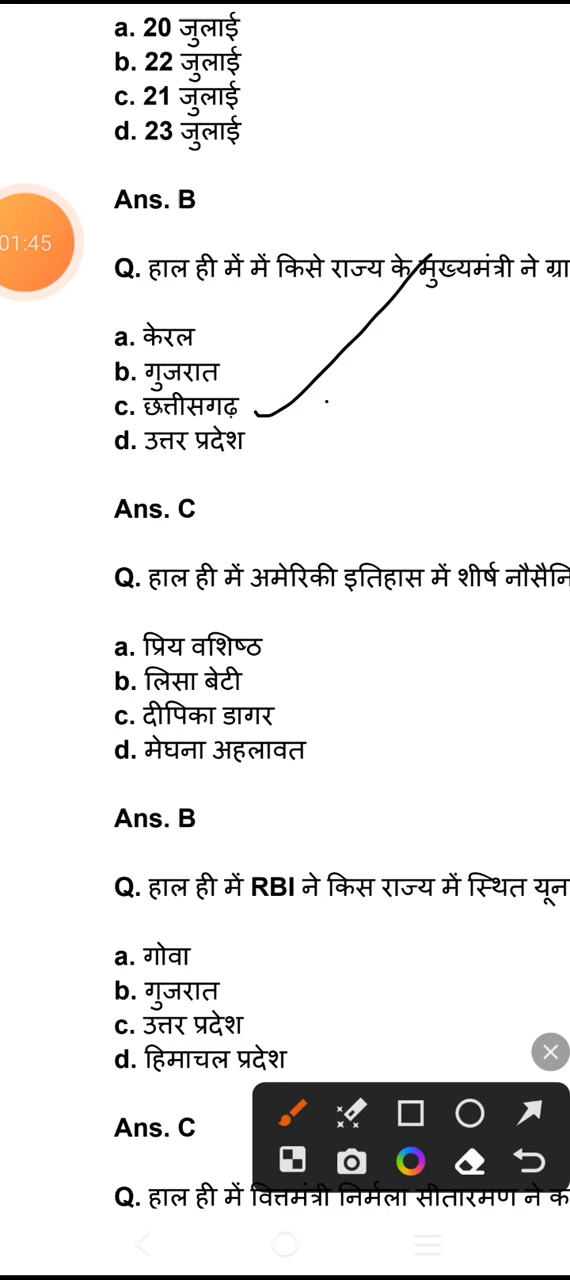 a. 20 जुलाई
b. 22 जुलाई
c. 21 जुलाई
d. 23 जुलाई
Ans. B
01:45
Q. हाल ही में में किसे राज्य के मुख्यमंत्री ने ग्रा
a. केरल
b. गुजरात
c. छत्तीसगढ़
d. उत्तर प्रदेश
Ans. C
Q. हाल ही में अमेरिकी इतिहास में शीर्ष नौसैनि
a. प्रिय वशिष्ठ
b. लिसा बेटी
c. दीपिका डागर
d. मेघना अहलावत
Ans. B
Q. हाल ही में RBI ने किस राज्य में स्थित यून
a. गोवा
b. गुजरात
c. उत्तर प्रदेश
d. हिमाचल प्रदेश
Ans. C
Q. हाल ही में वित्तमंत्री निर्मला सीतारमण ने क